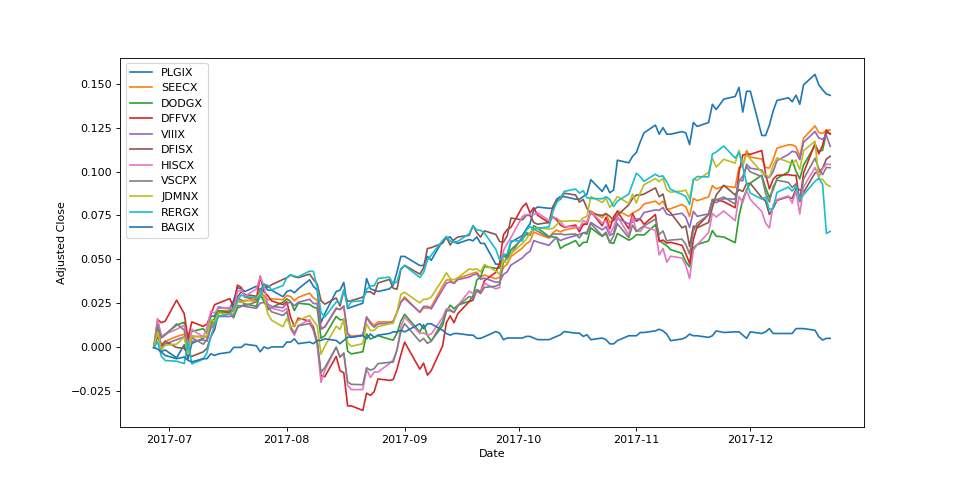 PLGIX
SEECX
DODGX
DFFVX
VIIIX
DFISX
HISCX
VSCPX
JDMNX
RERGX
BAGIX
Adjusted Close
0.150
0.125
0.100
0.075
0.050
0.025
0.000
−0.025
2017-07 2017-08 2017-09 2017-10 2017-11 2017-12
Date